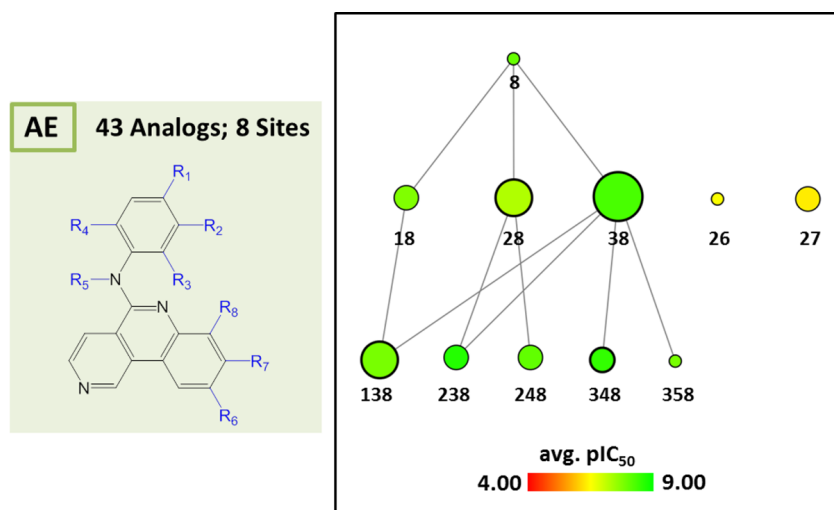 AE 43 Analogs; 8 Sites
R1
R4
R2
R5
N
R3
N
R8
R7
N
R6
8
18 28 38 26 27
138 238 248 348 358
avg. pIC50
4.00 9.00